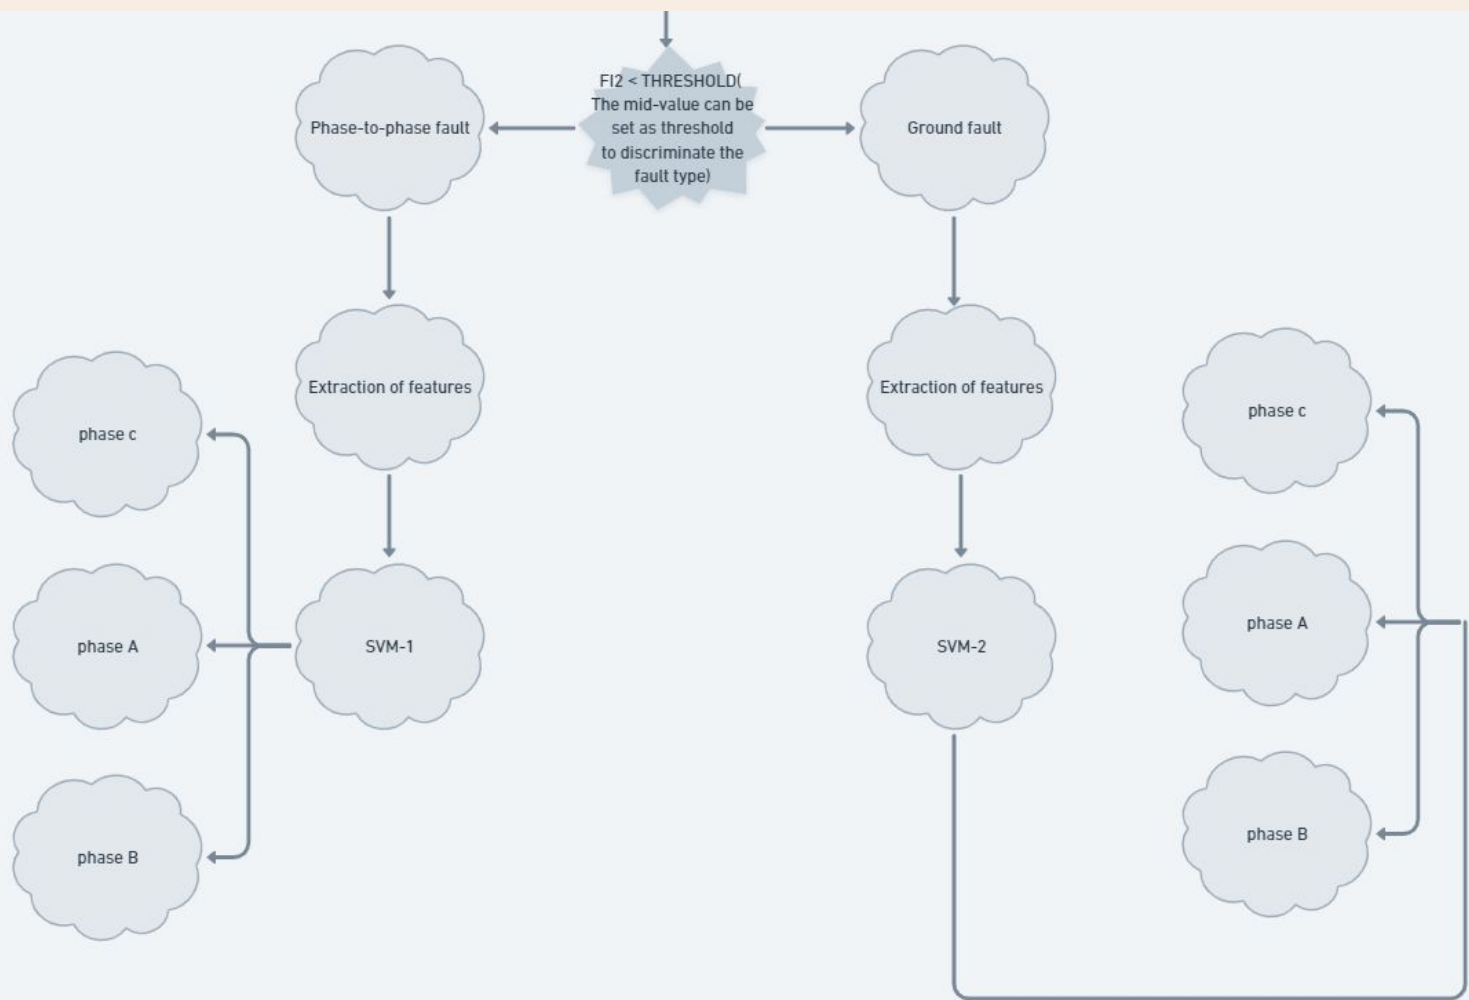 FI2 < THRESHOLD(
The mid-value can be
set as threshold
to discriminate the
fault type)
Phase-to-phase fault
Ground fault
Extraction of features
Extraction of features
phase c
phase c
phase A
SVM-1
SVM-2
phase A
phase B
phase B